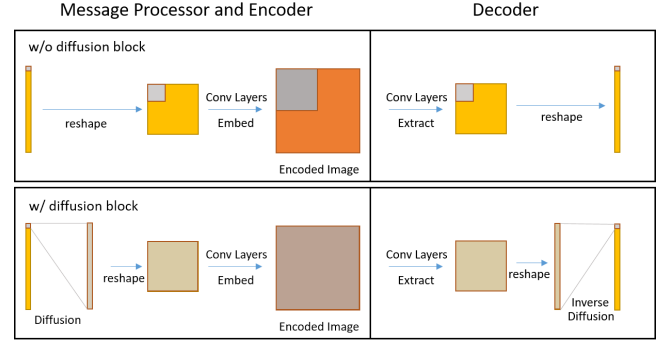 Message Processor and Encoder
Decoder
w/o diffusion block
reshape
Conv Layers
Embed
Encoded Image
Conv Layers
Extract
reshape
w/ diffusion block
Diffusion
reshape
Conv Layers
Embed
Encoded Image
Conv Layers
Extract
reshape
Inverse
Diffusion